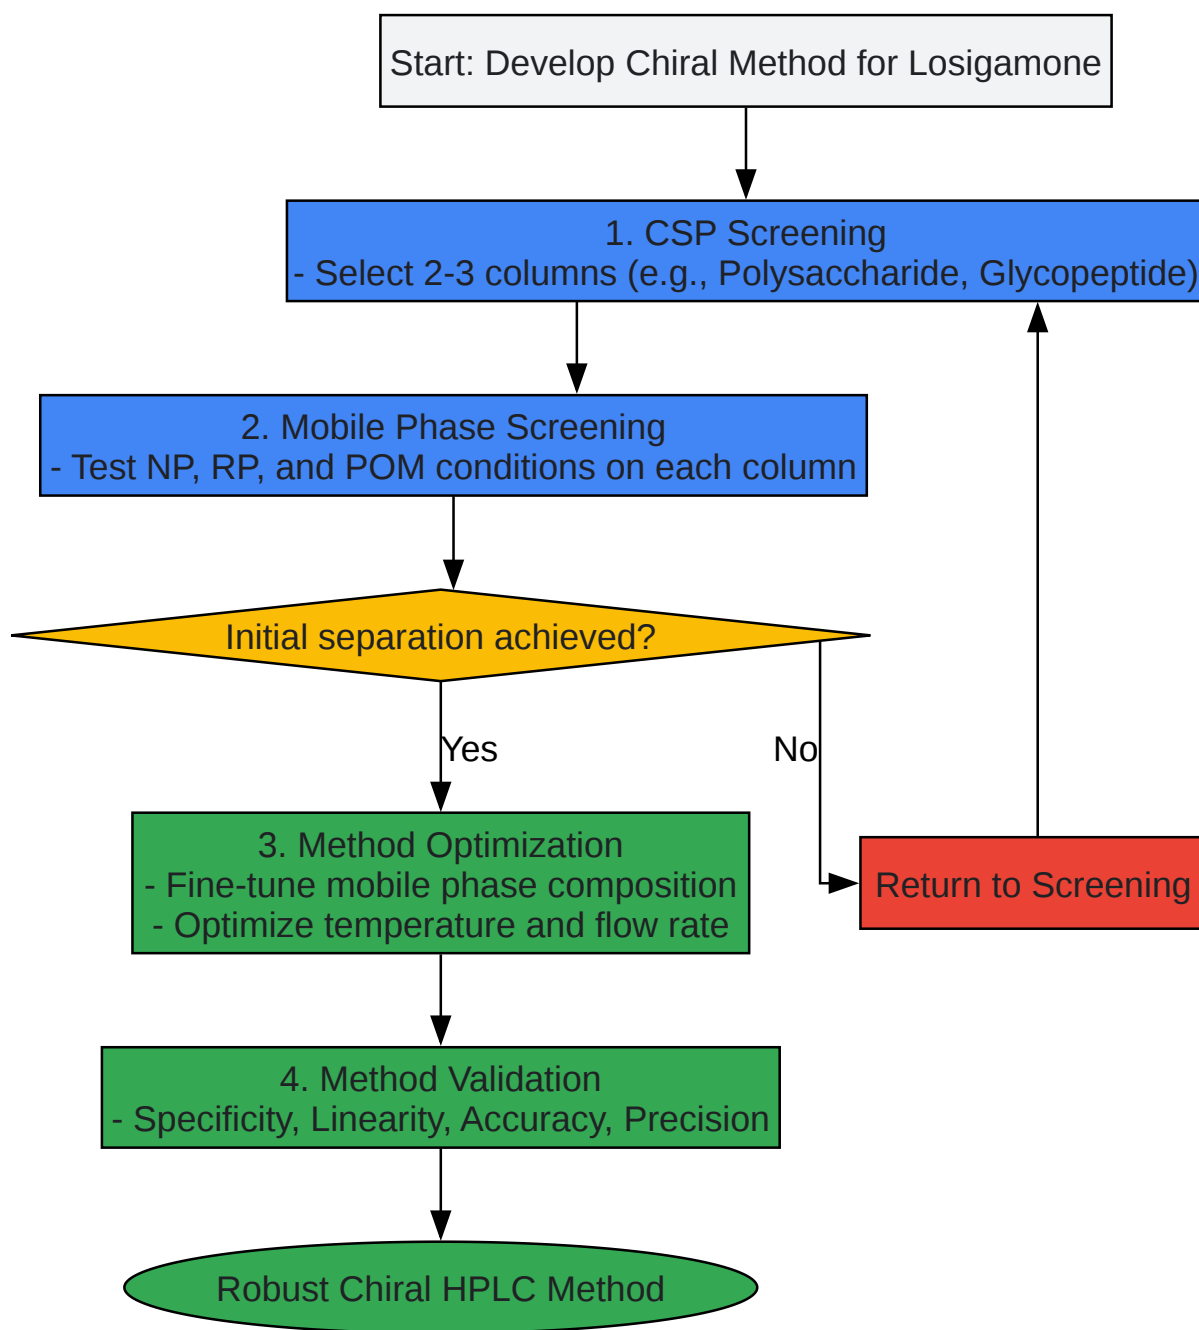 Start: Develop Chiral Method for Losigamone
1. CSP Screening
- Select 2-3 columns (e.g., Polysaccharide, Glycopeptide)
2. Mobile Phase Screening
- Test NP, RP, and POM conditions on each column
Initial separation achieved?
Yes
No
3. Method Optimization
- Fine-tune mobile phase composition
- Optimize temperature and flow rate
Return to Screening
4. Method Validation
- Specificity, Linearity, Accuracy, Precision
Robust Chiral HPLC Method